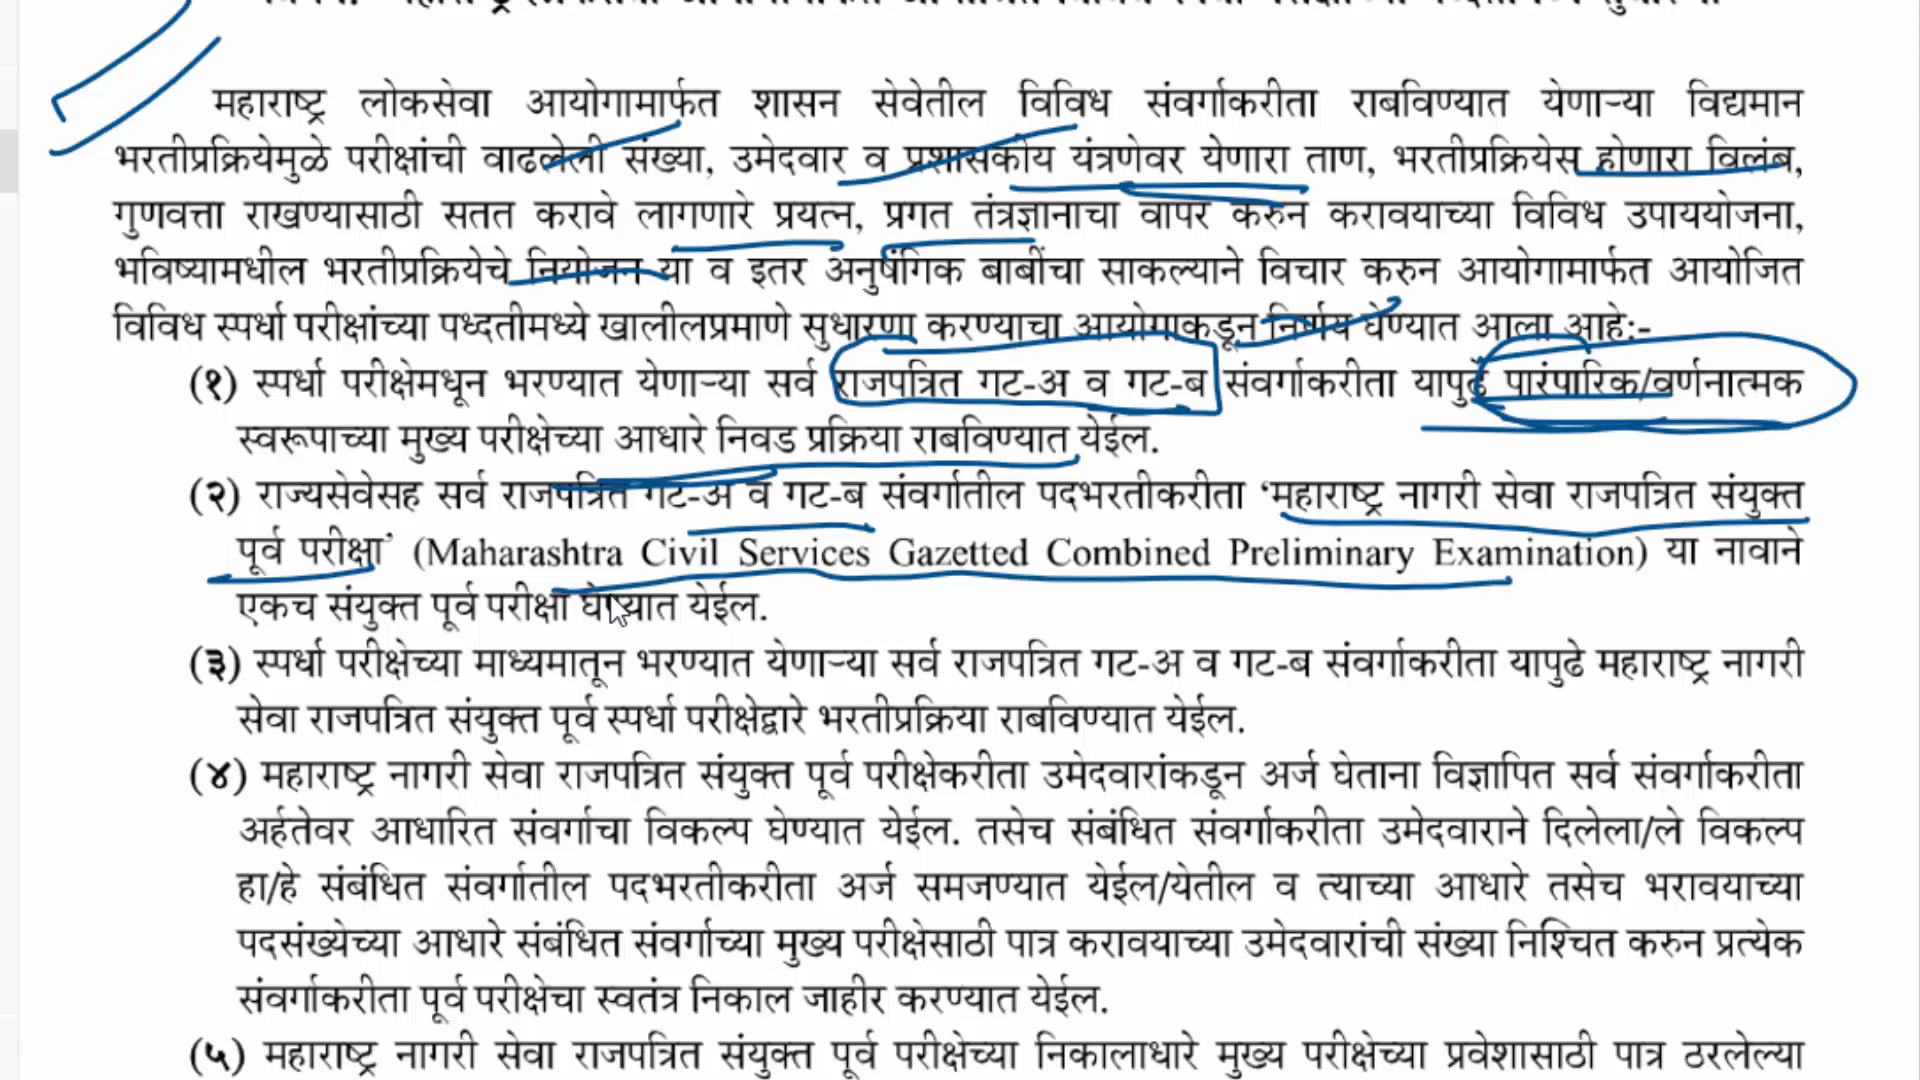 महाराष्ट्र लोकसेवा आयोगामार्फत शासन सेवेतील विविध संवर्गाकरीता राबविण्यात येणाऱ्या विद्यमान
भरतीप्रक्रियेमुळे परीक्षांची वाढलेली संख्या, उमेदवार व प्रशासकीय यंत्रणेवर येणारा ताण, भरतीप्रक्रियेस होणारा विलंब,
गुणवत्ता राखण्यासाठी सतत करावे लागणारे प्रयत्न, प्रगत तंत्रज्ञानाचा वापर करुन करावयाच्या विविध उपाययोजना,
भविष्यामधील भरतीप्रक्रियेचे नियोजन या व इतर अनुषंगिक बाबींचा साकल्याने विचार करुन आयोगामार्फत आयोजित
विविध स्पर्धा परीक्षांच्या पध्दतीमध्ये खालीलप्रमाणे सुधारणा करण्याचा आयोगाकडून निर्णय घेण्यात आला आहे:-
(१) स्पर्धा परीक्षेमधून भरण्यात येणाऱ्या सर्व राजपत्रित गट-अ व गट-ब संवर्गाकरीता यापुढे पारंपारिक/वर्णनात्मक
स्वरूपाच्या मुख्य परीक्षेच्या आधारे निवड प्रक्रिया राबविण्यात येईल.
(२) राज्यसेवेसह सर्व राजपत्रित गट-अ व गट-ब संवर्गातील पदभरतीकरीता ‘महाराष्ट्र नागरी सेवा राजपत्रित संयुक्त
पूर्व परीक्षा’ (Maharashtra Civil Services Gazetted Combined Preliminary Examination) या नावाने
एकच संयुक्त पूर्व परीक्षा घेण्यात येईल.
(३) स्पर्धा परीक्षेच्या माध्यमातून भरण्यात येणाऱ्या सर्व राजपत्रित गट-अ व गट-ब संवर्गाकरीता यापुढे महाराष्ट्र नागरी
सेवा राजपत्रित संयुक्त पूर्व स्पर्धा परीक्षेद्वारे भरतीप्रक्रिया राबविण्यात येईल.
(४) महाराष्ट्र नागरी सेवा राजपत्रित संयुक्त पूर्व परीक्षेकरीता उमेदवारांकडून अर्ज घेताना विज्ञापित सर्व संवर्गाकरीता
अर्हतेवर आधारित संवर्गाचा विकल्प घेण्यात येईल. तसेच संबंधित संवर्गाकरीता उमेदवाराने दिलेला/ले विकल्प
हा/हे संबंधित संवर्गातील पदभरतीकरीता अर्ज समजण्यात येईल/येतील व त्याच्या आधारे तसेच भरावयाच्या
पदसंख्येच्या आधारे संबंधित संवर्गाच्या मुख्य परीक्षेसाठी पात्र करावयाच्या उमेदवारांची संख्या निश्चित करुन प्रत्येक
संवर्गाकरीता पूर्व परीक्षेचा स्वतंत्र निकाल जाहीर करण्यात येईल.
(५) महाराष्ट्र नागरी सेवा राजपत्रित संयुक्त पूर्व परीक्षेच्या निकालाधारे मुख्य परीक्षेच्या प्रवेशासाठी पात्र ठरलेल्या